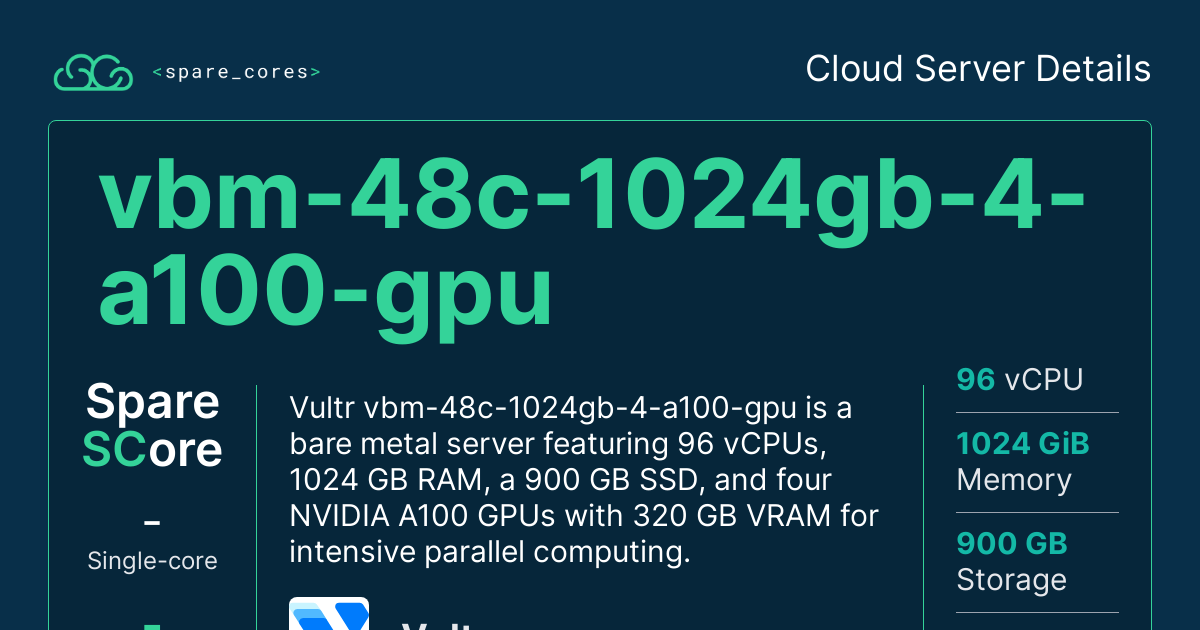 <spare_cores>
Cloud Server Details
vbm-48c-1024gb-4-
a100-gpu
Spare
SCore
–
Single-core
Vultr vbm-48c-1024gb-4-a100-gpu is a
bare metal server featuring 96 vCPUs,
1024 GB RAM, a 900 GB SSD, and four
NVIDIA A100 GPUs with 320 GB VRAM for
intensive parallel computing.
96 vCPU
1024 GiB
Memory
900 GB
Storage